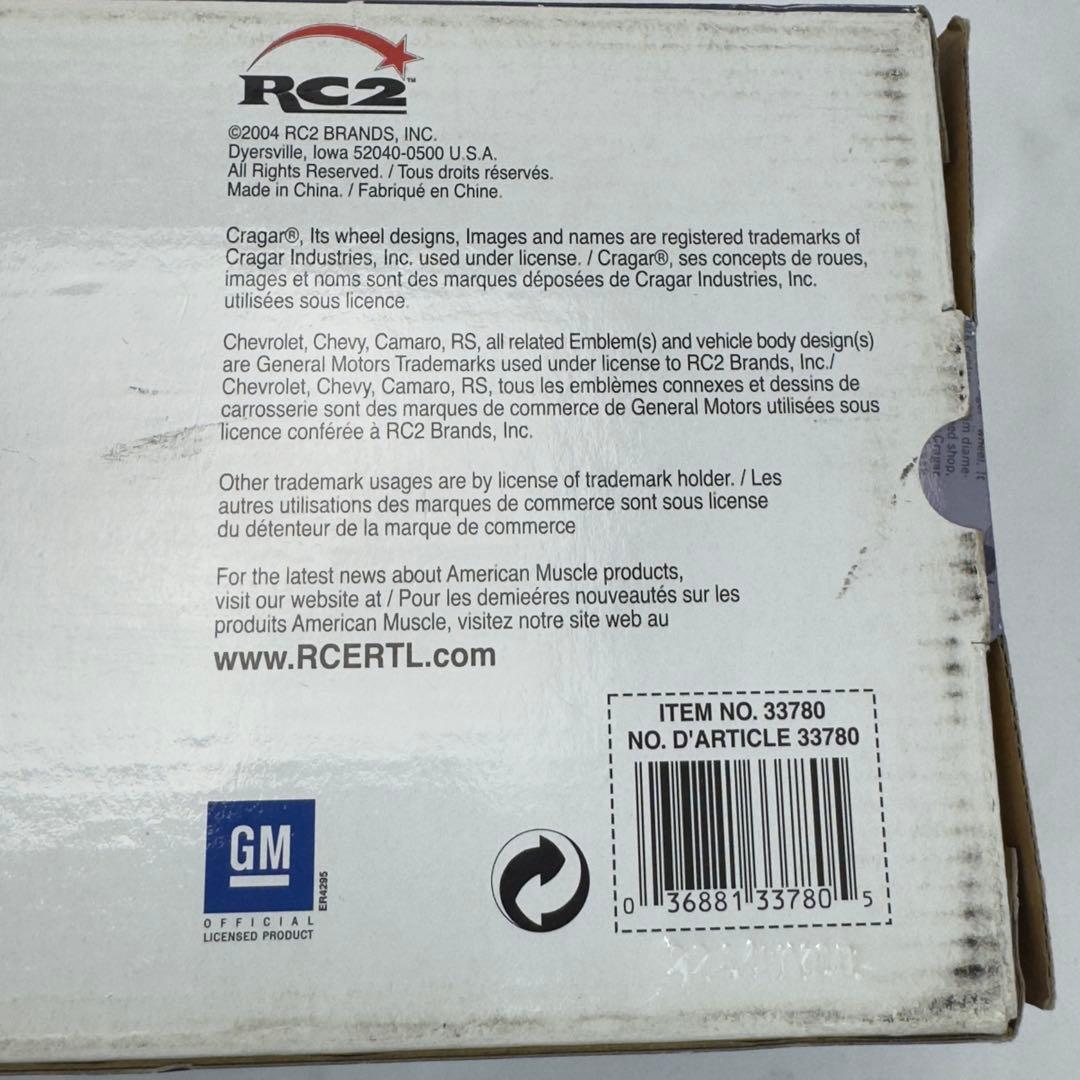 RC2™
©2004 RC2 BRANDS, INC.
Dyersville, Iowa 52040-0500 U.S.A.
All Rights Reserved. / Tous droits réservés.
Made in China. / Fabriqué en Chine.
Cragar®, Its wheel designs, Images and names are registered trademarks of
Cragar Industries, Inc. used under license. / Cragar®, ses concepts de roues,
images et noms sont des marques déposées de Cragar Industries, Inc.
utilisées sous licence.
Chevrolet, Chevy, Camaro, RS, all related Emblem(s) and vehicle body design(s)
are General Motors Trademarks used under license to RC2 Brands, Inc./
Chevrolet, Chevy, Camaro, RS, tous les emblèmes connexes et dessins de
carrosserie sont des marques de commerce de General Motors utilisées sous
licence conférée à RC2 Brands, Inc.
Other trademark usages are by license of trademark holder. / Les
autres utilisations des marques de commerce sont sous license
du détenteur de la marque de commerce
For the latest news about American Muscle products,
visit our website at / Pour les demieéres nouveautés sur les
produits American Muscle, visitez notre site web au
www.RCERTL.com
ITEM NO. 33780
NO. D'ARTICLE 33780
0 36881 33780 5
GM
ER4295
OFFICIAL
LICENSED PRODUCT
m diame-
ed shop,
Cragar